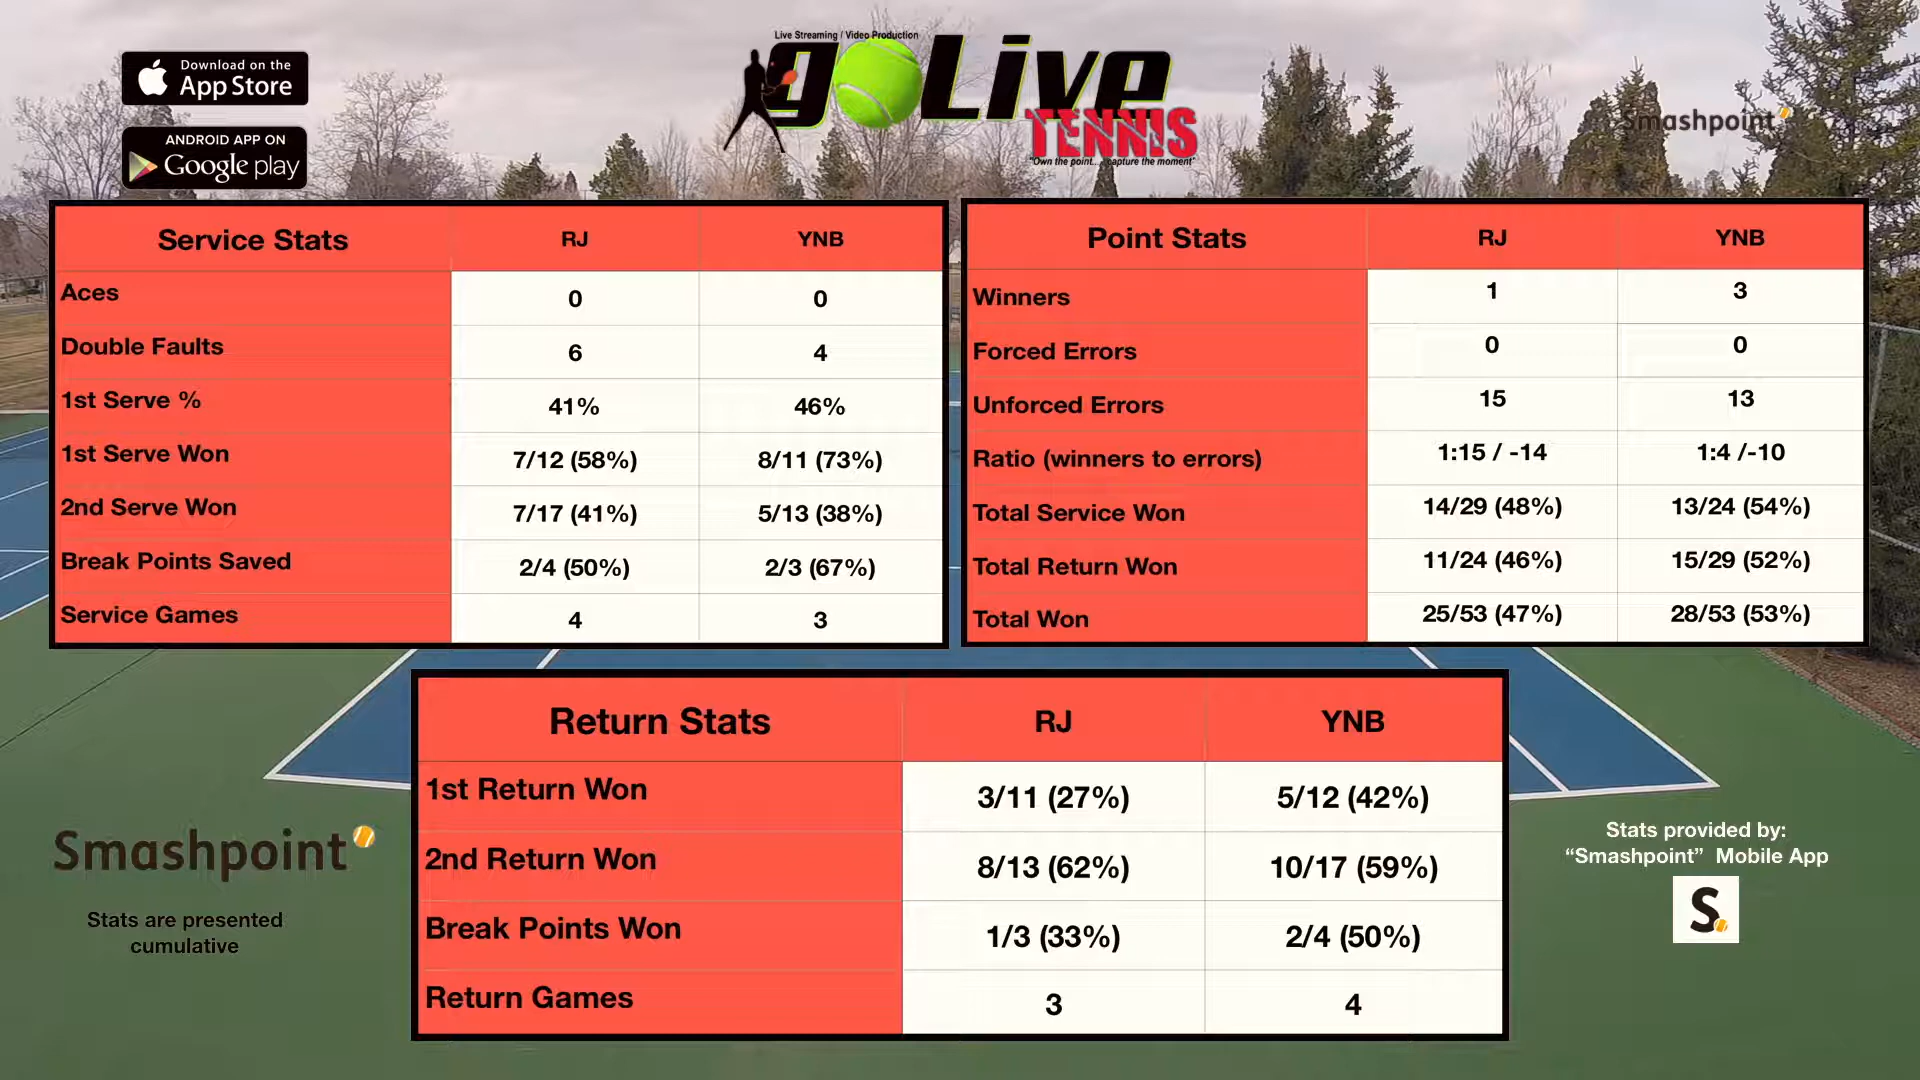 Download on the
App Store
ANDROID APP ON
Google play
Live Streaming / Video Production
goLive
TENNIS
"Own the point... capture the moment"
Smashpoint
Service Stats RJ YNB
Aces 0 0
Double Faults 6 4
1st Serve % 41% 46%
1st Serve Won 7/12 (58%) 8/11 (73%)
2nd Serve Won 7/17 (41%) 5/13 (38%)
Break Points Saved 2/4 (50%) 2/3 (67%)
Service Games 4 3
Point Stats RJ YNB
Winners 1 3
Forced Errors 0 0
Unforced Errors 15 13
Ratio (winners to errors) 1:15 / -14 1:4 /-10
Total Service Won 14/29 (48%) 13/24 (54%)
Total Return Won 11/24 (46%) 15/29 (52%)
Total Won 25/53 (47%) 28/53 (53%)
Return Stats RJ YNB
1st Return Won 3/11 (27%) 5/12 (42%)
2nd Return Won 8/13 (62%) 10/17 (59%)
Break Points Won 1/3 (33%) 2/4 (50%)
Return Games 3 4
Smashpoint
Stats are presented
cumulative
Stats provided by:
“Smashpoint” Mobile App
S